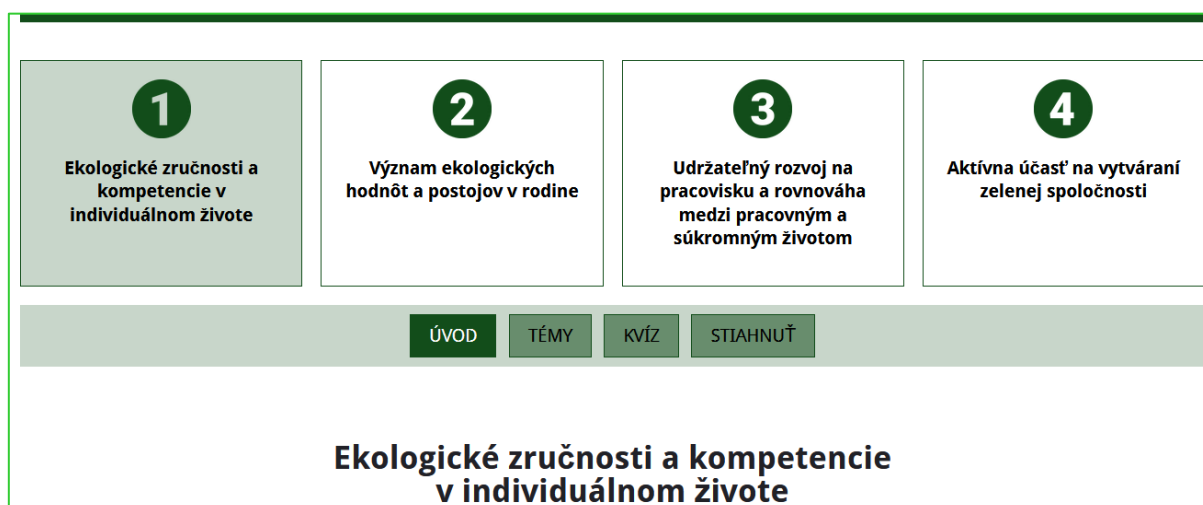 1
Ekologické zručnosti a
kompetencie v
individuálnom živote
2
Význam ekologických
hodnôt a postojov v rodine
3
Udržateľný rozvoj na
pracovisku a rovnováha
medzi pracovným a
súkromným životom
4
Aktívna účasť na vytváraní
zelenej spoločnosti
ÚVOD
TÉMY
KVÍZ
STIAHNUŤ
Ekologické zručnosti a kompetencie
v individuálnom živote